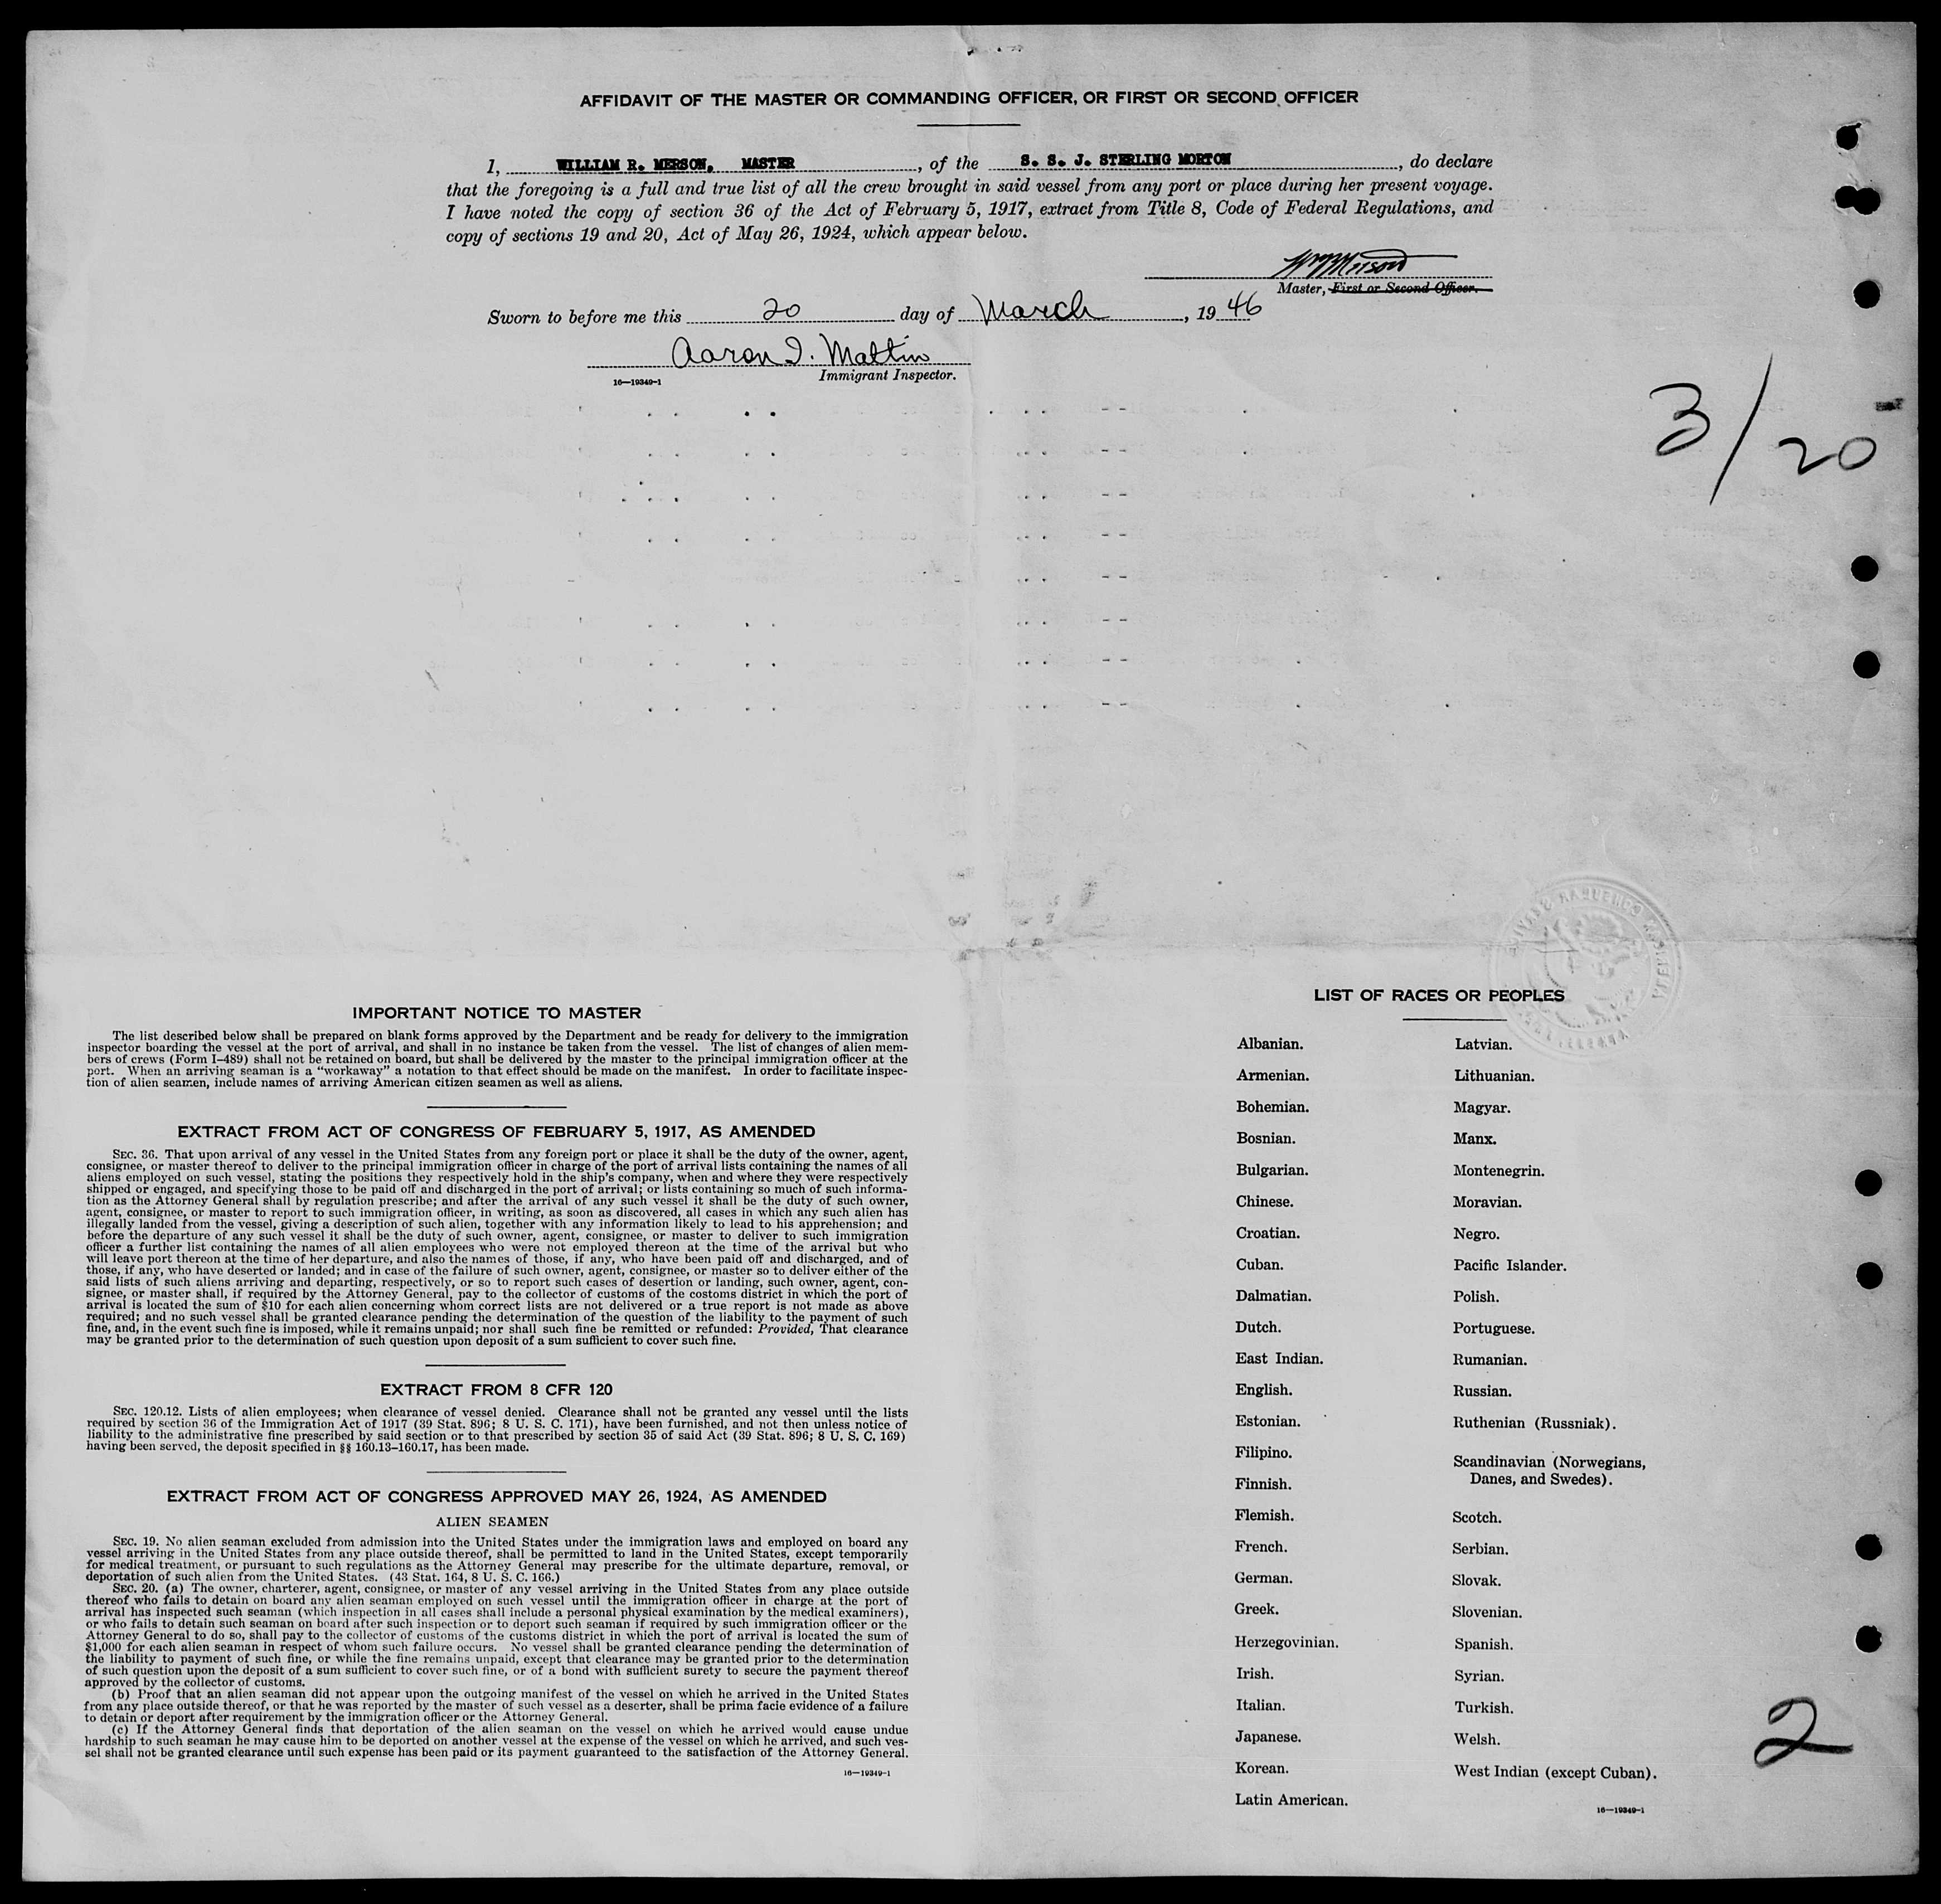 AFFIDAVIT OF THE MASTER OR COMMANDING OFFICER, OR FIRST OR SECOND OFFICER
I, WILLIAM R. MERSON, MASTER, of the S. S. J. STERLING MORTON, do declare
that the foregoing is a full and true list of all the crew brought in said vessel from any port or place during her present voyage.
I have noted the copy of section 36 of the Act of February 5, 1917, extract from Title 8, Code of Federal Regulations, and
copy of sections 19 and 20, Act of May 26, 1924, which appear below.
Wm Merson
Master, First or Second Officer.
Sworn to before me this 20 day of March, 19 46
Aaron I. Maltin
16—19349-1 Immigrant Inspector.
3/20
IMPORTANT NOTICE TO MASTER
The list described below shall be prepared on blank forms approved by the Department and be ready for delivery to the immigration
inspector boarding the vessel at the port of arrival, and shall in no instance be taken from the vessel. The list of changes of alien mem-
bers of crews (Form I-489) shall not be retained on board, but shall be delivered by the master to the principal immigration officer at the
port. When an arriving seaman is a "workaway" a notation to that effect should be made on the manifest. In order to facilitate inspec-
tion of alien seamen, include names of arriving American citizen seamen as well as aliens.
EXTRACT FROM ACT OF CONGRESS OF FEBRUARY 5, 1917, AS AMENDED
SEC. 36. That upon arrival of any vessel in the United States from any foreign port or place it shall be the duty of the owner, agent,
consignee, or master thereof to deliver to the principal immigration officer in charge of the port of arrival lists containing the names of all
aliens employed on such vessel, stating the positions they respectively hold in the ship's company, when and where they were respectively
shipped or engaged, and specifying those to be paid off and discharged in the port of arrival; or lists containing so much of such informa-
tion as the Attorney General shall by regulation prescribe; and after the arrival of any such vessel it shall be the duty of such owner,
agent, consignee, or master to report to such immigration officer, in writing, as soon as discovered, all cases in which any such alien has
illegally landed from the vessel, giving a description of such alien, together with any information likely to lead to his apprehension; and
before the departure of any such vessel it shall be the duty of such owner, agent, consignee, or master to deliver to such immigration
officer a further list containing the names of all alien employees who were not employed thereon at the time of the arrival but who
will leave port thereon at the time of her departure, and also the names of those, if any, who have been paid off and discharged, and of
those, if any, who have deserted or landed; and in case of the failure of such owner, agent, consignee, or master so to deliver either of the
said lists of such aliens arriving and departing, respectively, or so to report such cases of desertion or landing, such owner, agent, con-
signee, or master shall, if required by the Attorney General, pay to the collector of customs of the costoms district in which the port of
arrival is located the sum of $10 for each alien concerning whom correct lists are not delivered or a true report is not made as above
required; and no such vessel shall be granted clearance pending the determination of the question of the liability to the payment of such
fine, and, in the event such fine is imposed, while it remains unpaid; nor shall such fine be remitted or refunded: Provided, That clearance
may be granted prior to the determination of such question upon deposit of a sum sufficient to cover such fine.
EXTRACT FROM 8 CFR 120
SEC. 120.12. Lists of alien employees; when clearance of vessel denied. Clearance shall not be granted any vessel until the lists
required by section 36 of the Immigration Act of 1917 (39 Stat. 896; 8 U. S. C. 171), have been furnished, and not then unless notice of
liability to the administrative fine prescribed by said section or to that prescribed by section 35 of said Act (39 Stat. 896; 8 U. S. C. 169)
having been served, the deposit specified in §§ 160.13-160.17, has been made.
EXTRACT FROM ACT OF CONGRESS APPROVED MAY 26, 1924, AS AMENDED
ALIEN SEAMEN
SEC. 19. No alien seaman excluded from admission into the United States under the immigration laws and employed on board any
vessel arriving in the United States from any place outside thereof, shall be permitted to land in the United States, except temporarily
for medical treatment, or pursuant to such regulations as the Attorney General may prescribe for the ultimate departure, removal, or
deportation of such alien from the United States. (43 Stat. 164, 8 U. S. C. 166.)
SEC. 20. (a) The owner, charterer, agent, consignee, or master of any vessel arriving in the United States from any place outside
thereof who fails to detain on board any alien seaman employed on such vessel until the immigration officer in charge at the port of
arrival has inspected such seaman (which inspection in all cases shall include a personal physical examination by the medical examiners),
or who fails to detain such seaman on board after such inspection or to deport such seaman if required by such immigration officer or the
Attorney General to do so, shall pay to the collector of customs of the customs district in which the port of arrival is located the sum of
$1,000 for each alien seaman in respect of whom such failure occurs. No vessel shall be granted clearance pending the determination of
the liability to payment of such fine, or while the fine remains unpaid, except that clearance may be granted prior to the determination
of such question upon the deposit of a sum sufficient to cover such fine, or of a bond with sufficient surety to secure the payment thereof
approved by the collector of customs.
(b) Proof that an alien seaman did not appear upon the outgoing manifest of the vessel on which he arrived in the United States
from any place outside thereof, or that he was reported by the master of such vessel as a deserter, shall be prima facie evidence of a failure
to detain or deport after requirement by the immigration officer or the Attorney General.
(c) If the Attorney General finds that deportation of the alien seaman on the vessel on which he arrived would cause undue
hardship to such seaman he may cause him to be deported on another vessel at the expense of the vessel on which he arrived, and such ves-
sel shall not be granted clearance until such expense has been paid or its payment guaranteed to the satisfaction of the Attorney General.
16—19349-1
LIST OF RACES OR PEOPLES
Albanian.
Armenian.
Bohemian.
Bosnian.
Bulgarian.
Chinese.
Croatian.
Cuban.
Dalmatian.
Dutch.
East Indian.
English.
Estonian.
Filipino.
Finnish.
Flemish.
French.
German.
Greek.
Herzegovinian.
Irish.
Italian.
Japanese.
Korean.
Latin American.
Latvian.
Lithuanian.
Magyar.
Manx.
Montenegrin.
Moravian.
Negro.
Pacific Islander.
Polish.
Portuguese.
Rumanian.
Russian.
Ruthenian (Russniak).
Scandinavian (Norwegians,
Danes, and Swedes).
Scotch.
Serbian.
Slovak.
Slovenian.
Spanish.
Syrian.
Turkish.
Welsh.
West Indian (except Cuban).
16—19349-1
2